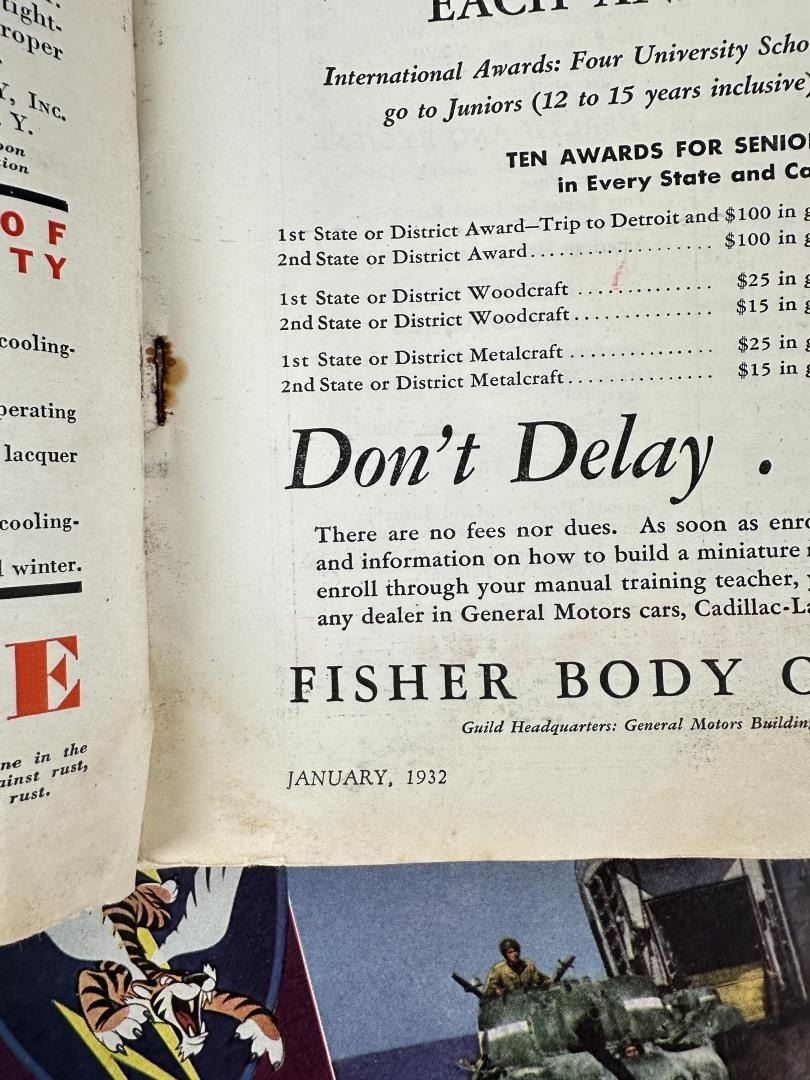 tight-
roper
Y, INC.
Y.
pon
tion
O F
T Y
cooling-
perating
lacquer
cooling-
winter.
E
ne in the
ainst rust,
rust.
EACH AN
International Awards: Four University Scho
go to Juniors (12 to 15 years inclusive)
TEN AWARDS FOR SENIO
in Every State and Ca
1st State or District Award—Trip to Detroit and $100 in g
2nd State or District Award................... $100 in g
1st State or District Woodcraft .............. $25 in g
2nd State or District Woodcraft.............. $15 in g
1st State or District Metalcraft .............. $25 in g
2nd State or District Metalcraft.............. $15 in g
Don't Delay .
There are no fees nor dues. As soon as enro
and information on how to build a miniature
enroll through your manual training teacher,
any dealer in General Motors cars, Cadillac-La
FISHER BODY C
Guild Headquarters: General Motors Building
JANUARY, 1932